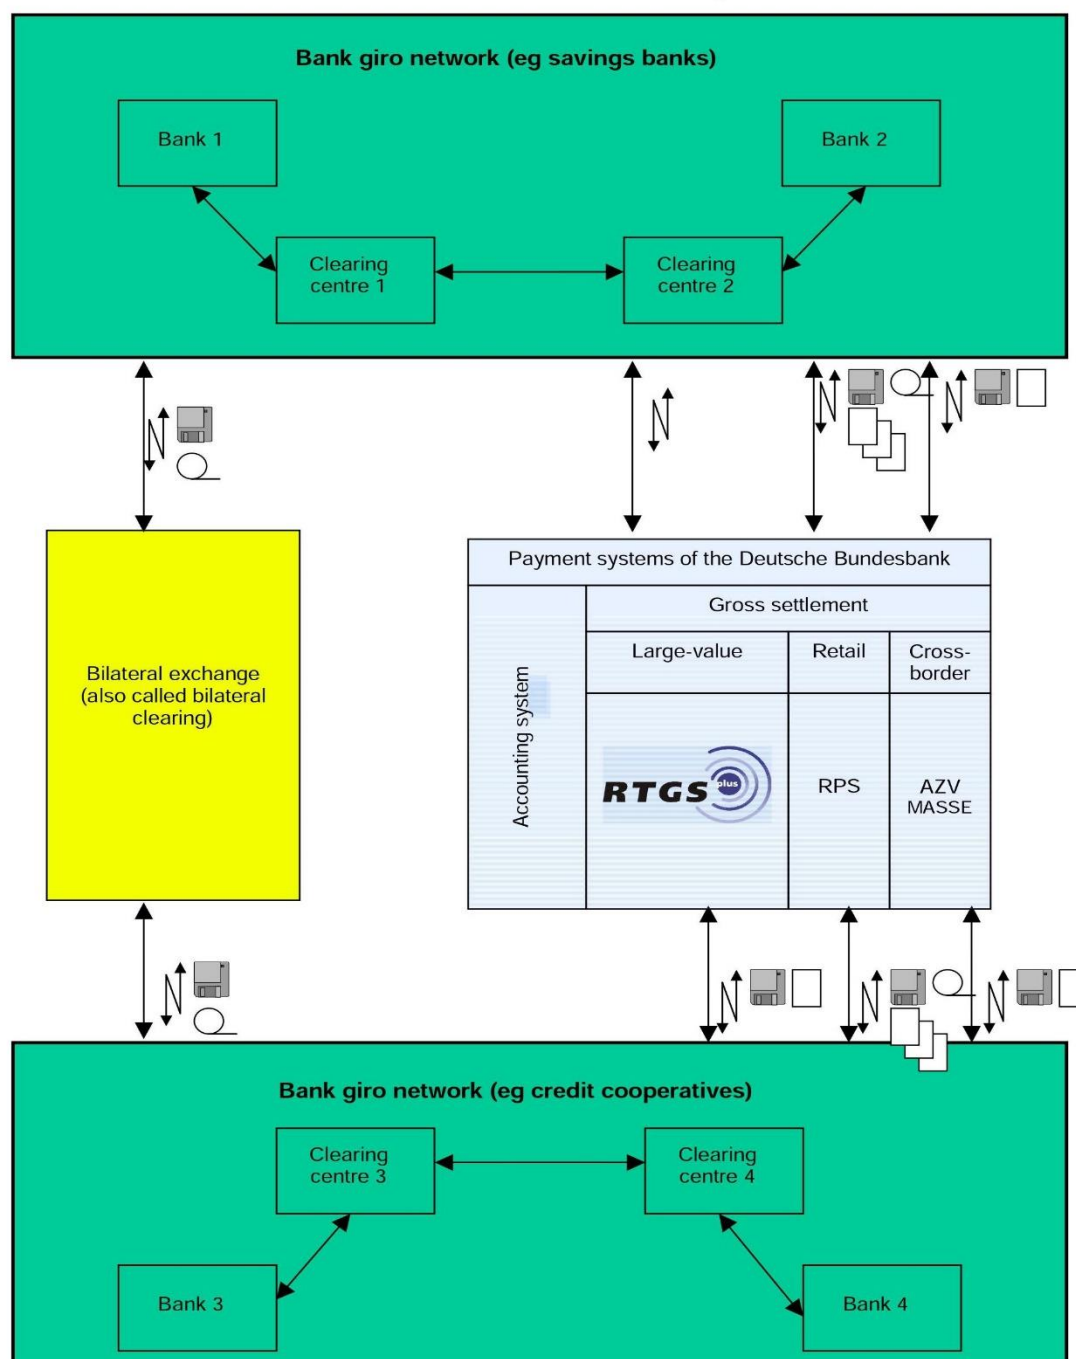 Bank giro network (eg savings banks)
Bank 1
Bank 2
Clearing
centre 1
Clearing
centre 2
Payment systems of the Deutsche Bundesbank
Gross settlement
Large-value
Retail
Cross-
border
Bilateral exchange
(also called bilateral
clearing)
Accounting system
RTGS plus
RPS
AZV
MASSE
Bank giro network (eg credit cooperatives)
Clearing
centre 3
Clearing
centre 4
Bank 3
Bank 4